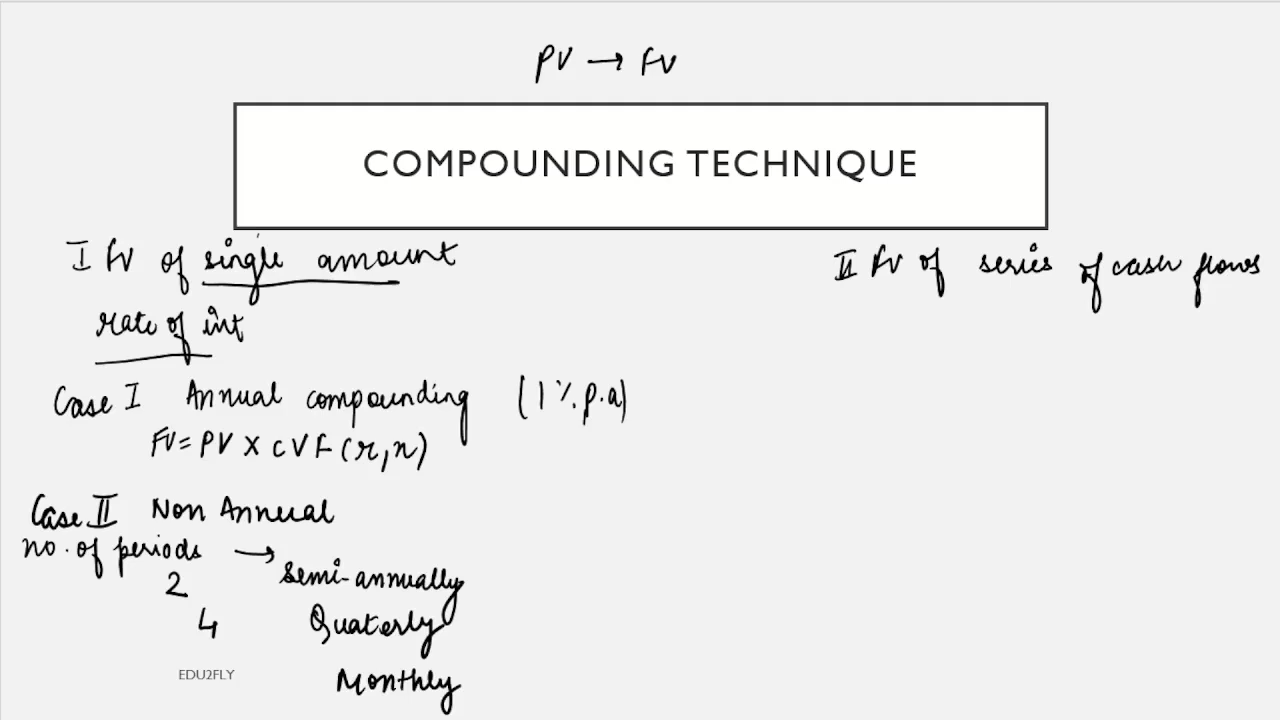 PV → FV
COMPOUNDING TECHNIQUE
I FV of single amount
II FV of series of cash flows
rate of int
Case I Annual compounding (1%.p.a)
FV= PV X CVF (r,n)
Case II Non Annual
no. of periods →
Semi-annually
2
4 Quaterly
EDU2FLY
Monthly